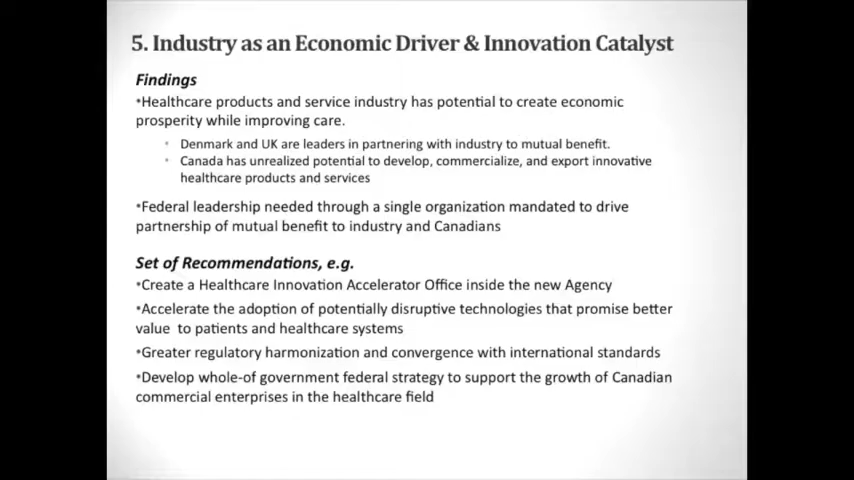 5. Industry as an Economic Driver & Innovation Catalyst
Findings
•Healthcare products and service industry has potential to create economic
prosperity while improving care.
• Denmark and UK are leaders in partnering with industry to mutual benefit.
• Canada has unrealized potential to develop, commercialize, and export innovative
healthcare products and services
•Federal leadership needed through a single organization mandated to drive
partnership of mutual benefit to industry and Canadians
Set of Recommendations, e.g.
•Create a Healthcare Innovation Accelerator Office inside the new Agency
•Accelerate the adoption of potentially disruptive technologies that promise better
value to patients and healthcare systems
•Greater regulatory harmonization and convergence with international standards
•Develop whole-of government federal strategy to support the growth of Canadian
commercial enterprises in the healthcare field